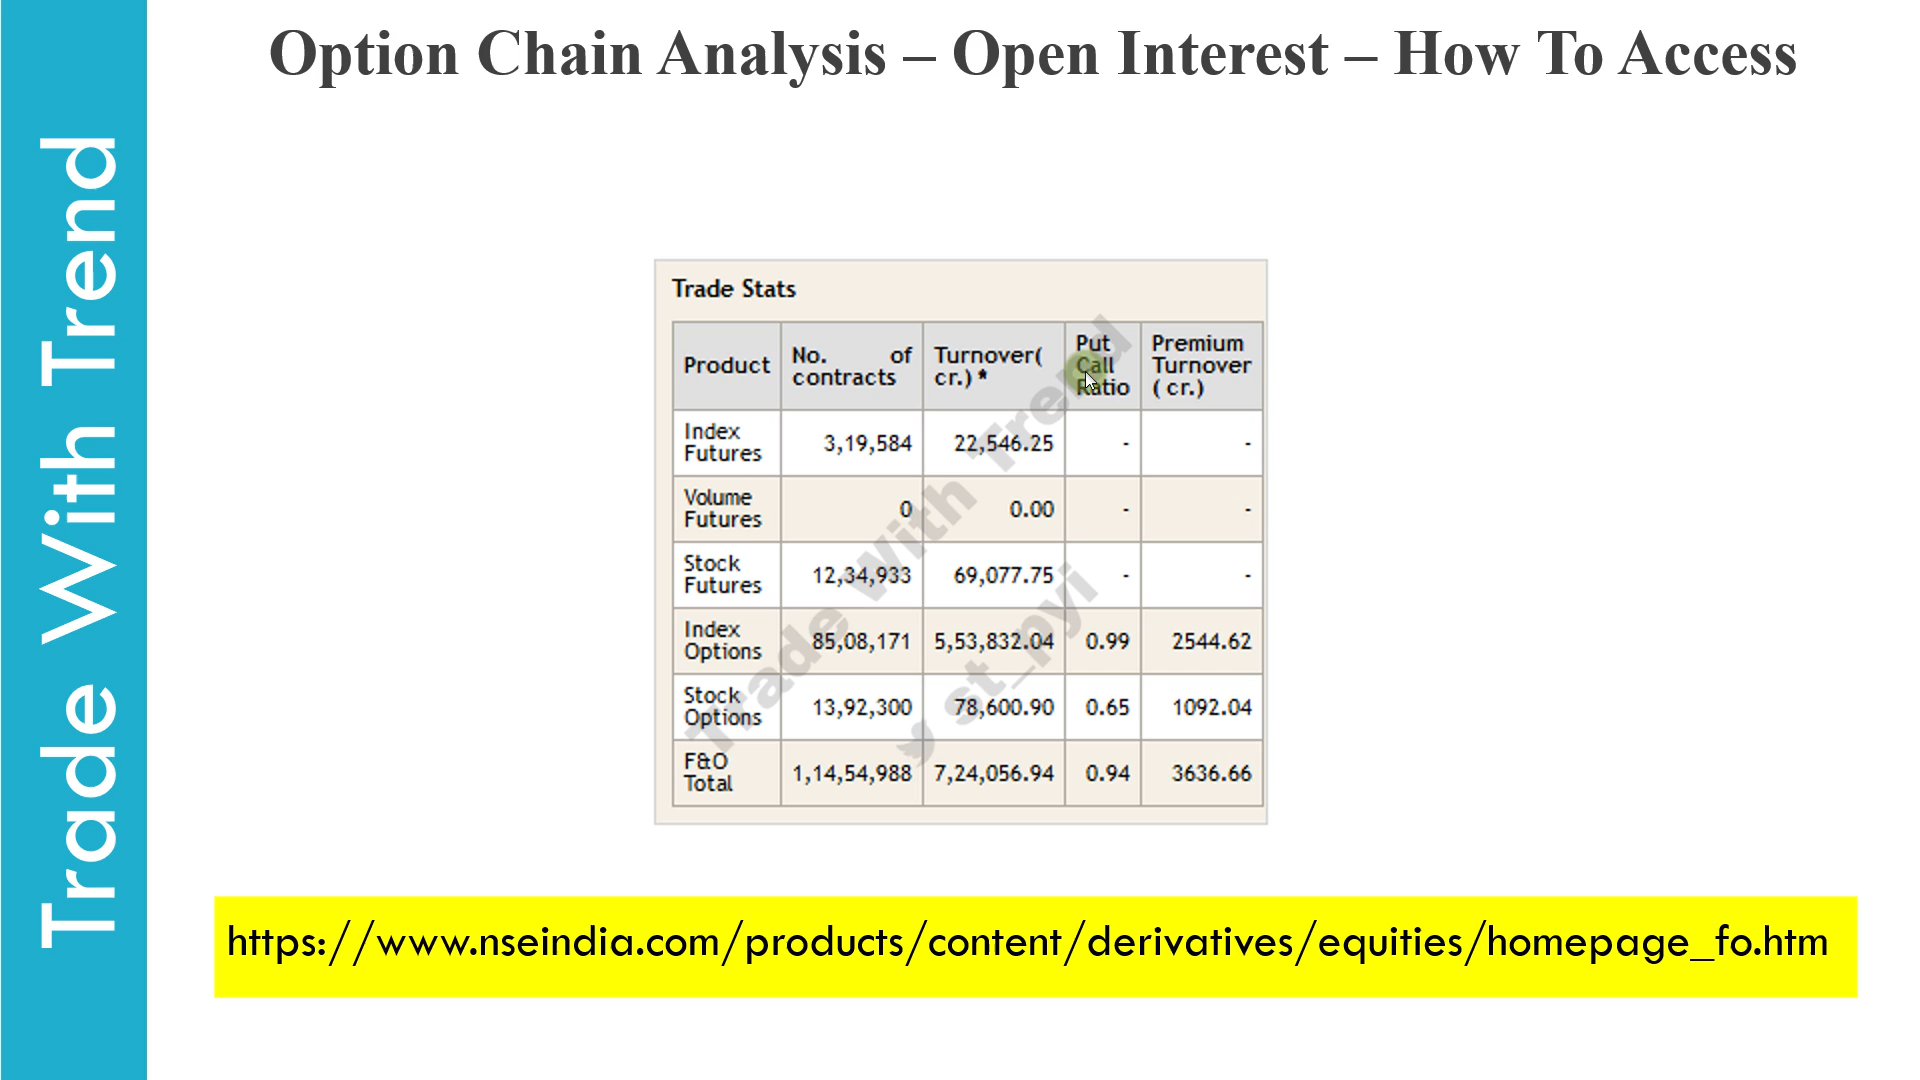 Option Chain Analysis – Open Interest – How To Access
Trade With Trend
Trade Stats
Product No. of contracts Turnover( cr.) * Put Call Ratio Premium Turnover ( cr.)
Index Futures 3,19,584 22,546.25 - -
Volume Futures 0 0.00 - -
Stock Futures 12,34,933 69,077.75 - -
Index Options 85,08,171 5,53,832.04 0.99 2544.62
Stock Options 13,92,300 78,600.90 0.65 1092.04
F&O Total 1,14,54,988 7,24,056.94 0.94 3636.66
Trade With Trend
st_pyi
https://www.nseindia.com/products/content/derivatives/equities/homepage_fo.htm